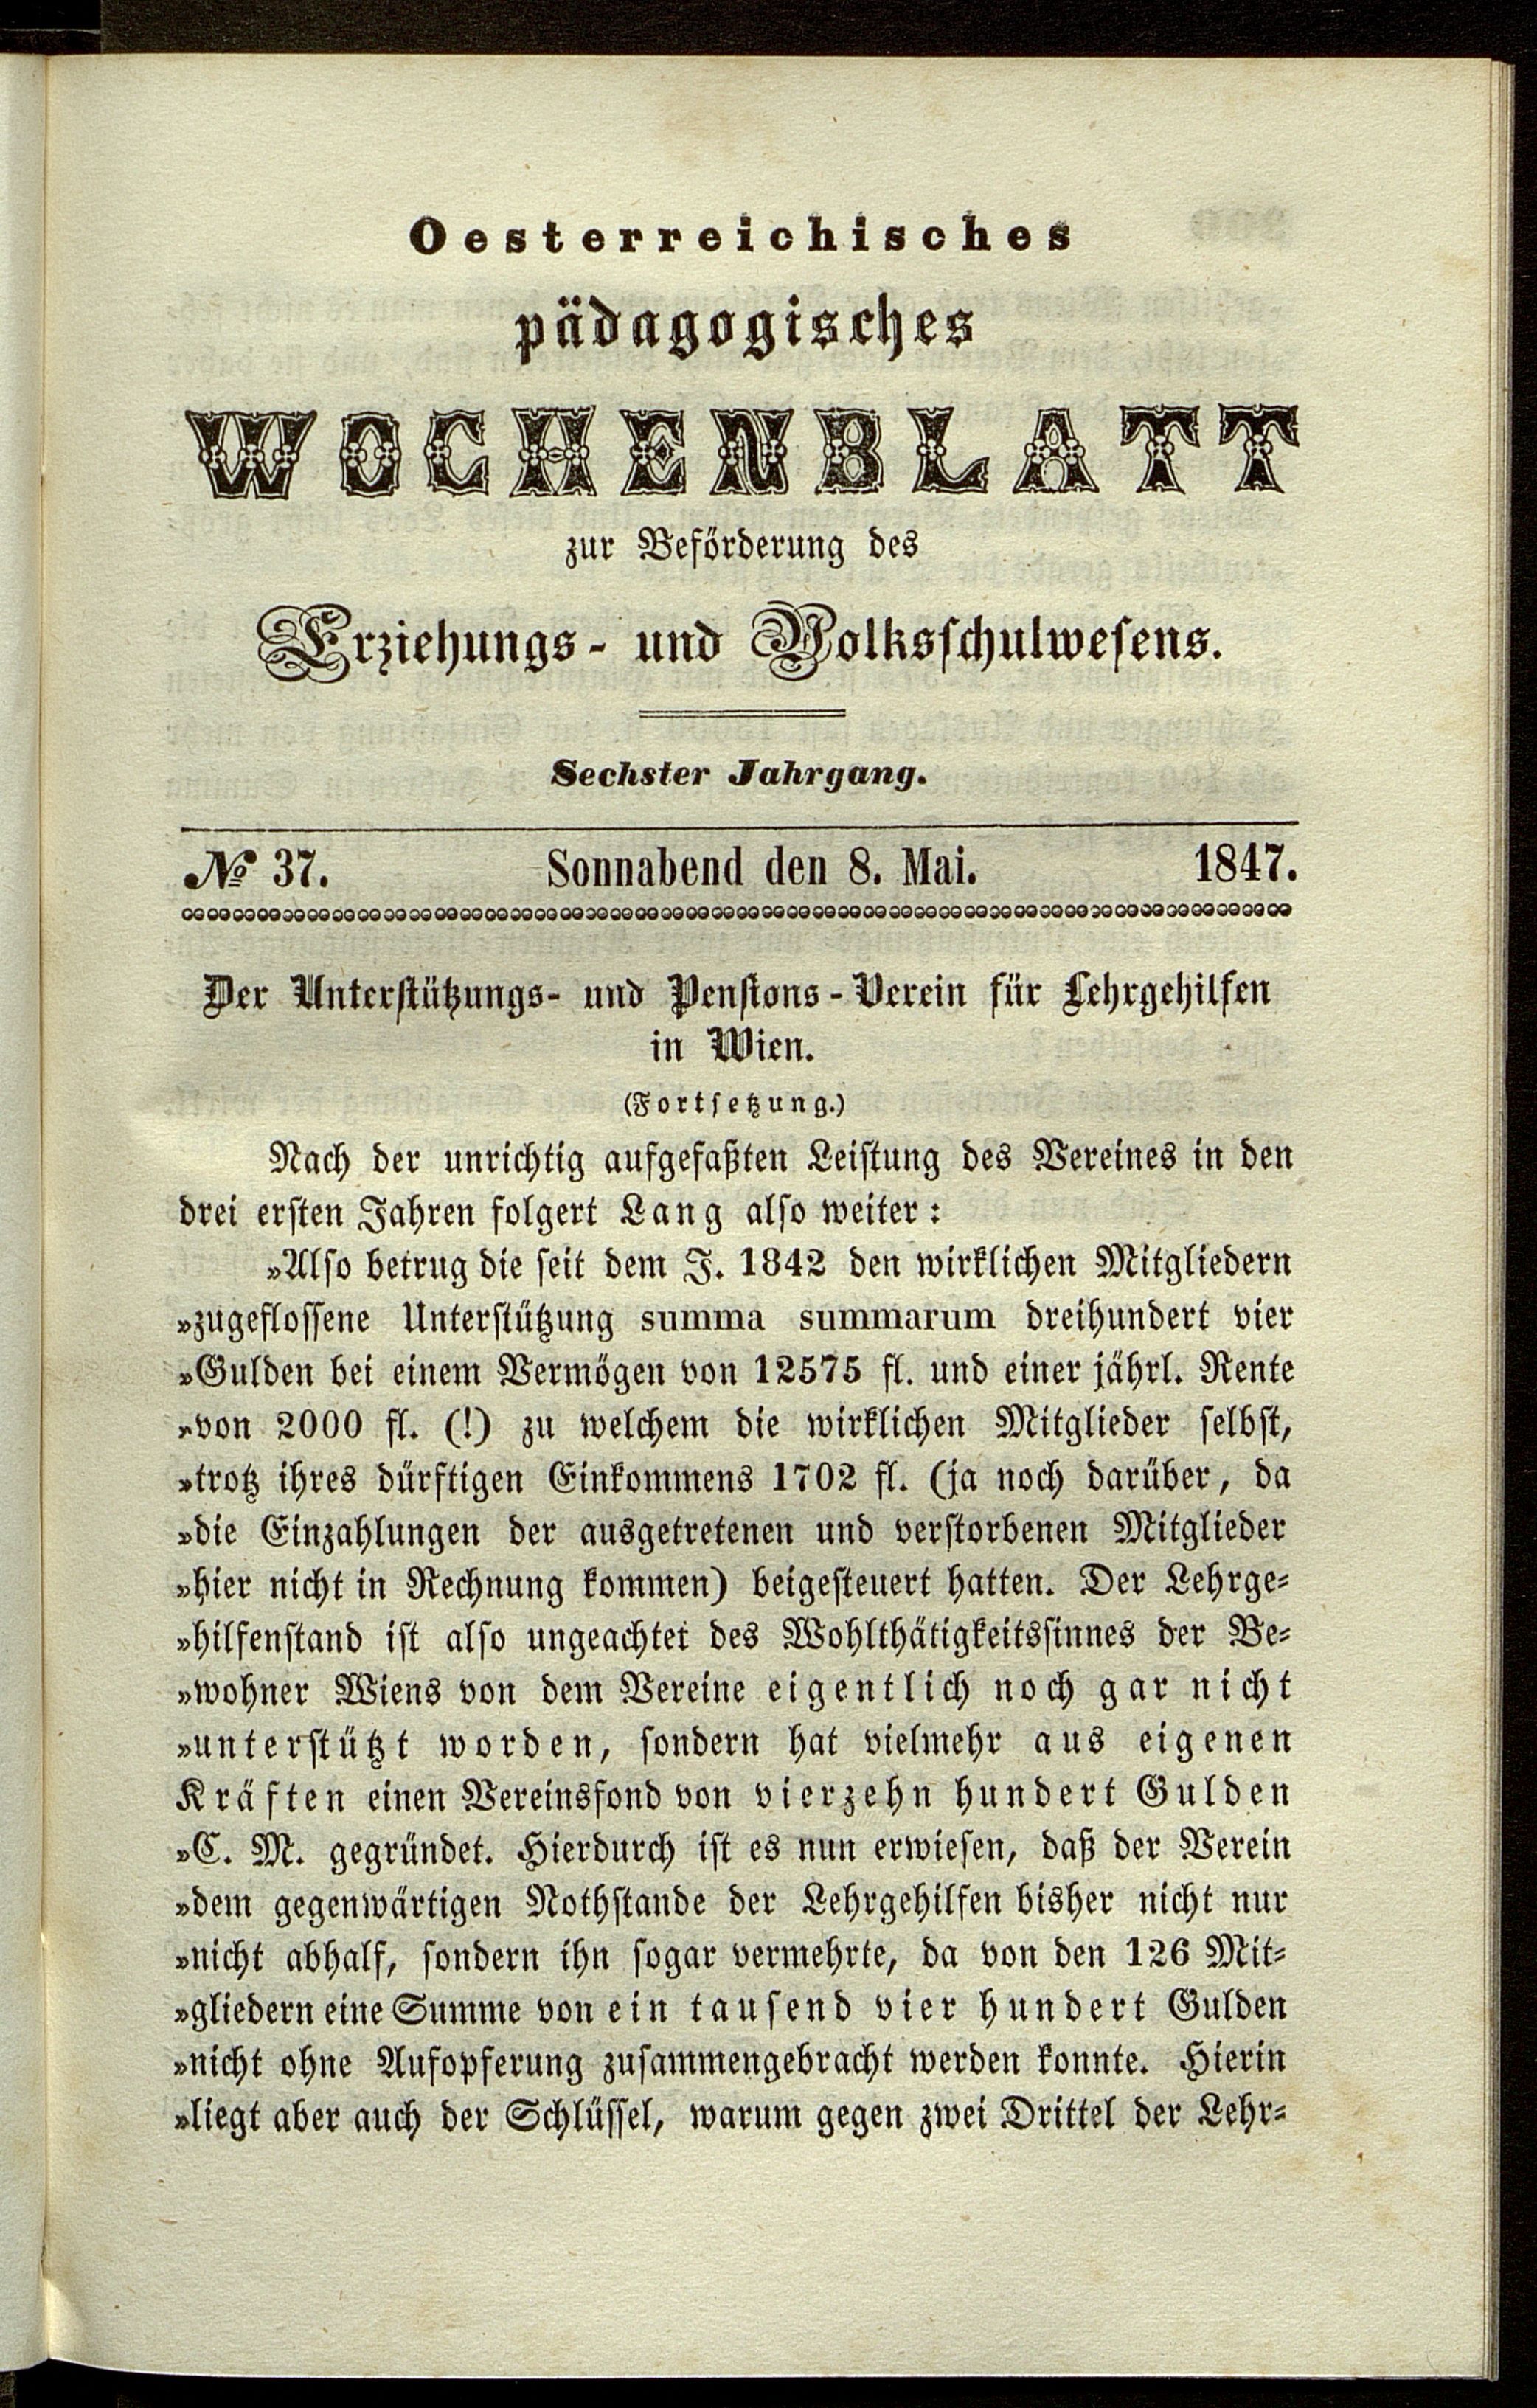 Oesterreichisches
pädagogisches
WOCHENBLATT
zur Beförderung des
Erziehungs- und Volksschulwesens.
Sechster Jahrgang.
№ 37. Sonnabend den 8. Mai. 1847.
Der Unterstützungs- und Pensions-Verein für Lehrgehilfen
in Wien.
(Fortsetzung.)
Nach der unrichtig aufgefaßten Leistung des Vereines in den
drei ersten Jahren folgert Lang also weiter:
»Also betrug die seit dem J. 1842 den wirklichen Mitgliedern
»zugeflossene Unterstützung summa summarum dreihundert vier
»Gulden bei einem Vermögen von 12575 fl. und einer jährl. Rente
»von 2000 fl. (!) zu welchem die wirklichen Mitglieder selbst,
»trotz ihres dürftigen Einkommens 1702 fl. (ja noch darüber, da
»die Einzahlungen der ausgetretenen und verstorbenen Mitglieder
»hier nicht in Rechnung kommen) beigesteuert hatten. Der Lehrge-
»hilfenstand ist also ungeachtet des Wohlthätigkeitssinnes der Be-
»wohner Wiens von dem Vereine eigentlich noch gar nicht
»unterstützt worden, sondern hat vielmehr aus eigenen
Kräften einen Vereinsfond von vierzehn hundert Gulden
»C. M. gegründet. Hierdurch ist es nun erwiesen, daß der Verein
»dem gegenwärtigen Nothstande der Lehrgehilfen bisher nicht nur
»nicht abhalf, sondern ihn sogar vermehrte, da von den 126 Mit-
»gliedern eine Summe von ein tausend vier hundert Gulden
»nicht ohne Aufopferung zusammengebracht werden konnte. Hierin
»liegt aber auch der Schlüssel, warum gegen zwei Drittel der Lehr-